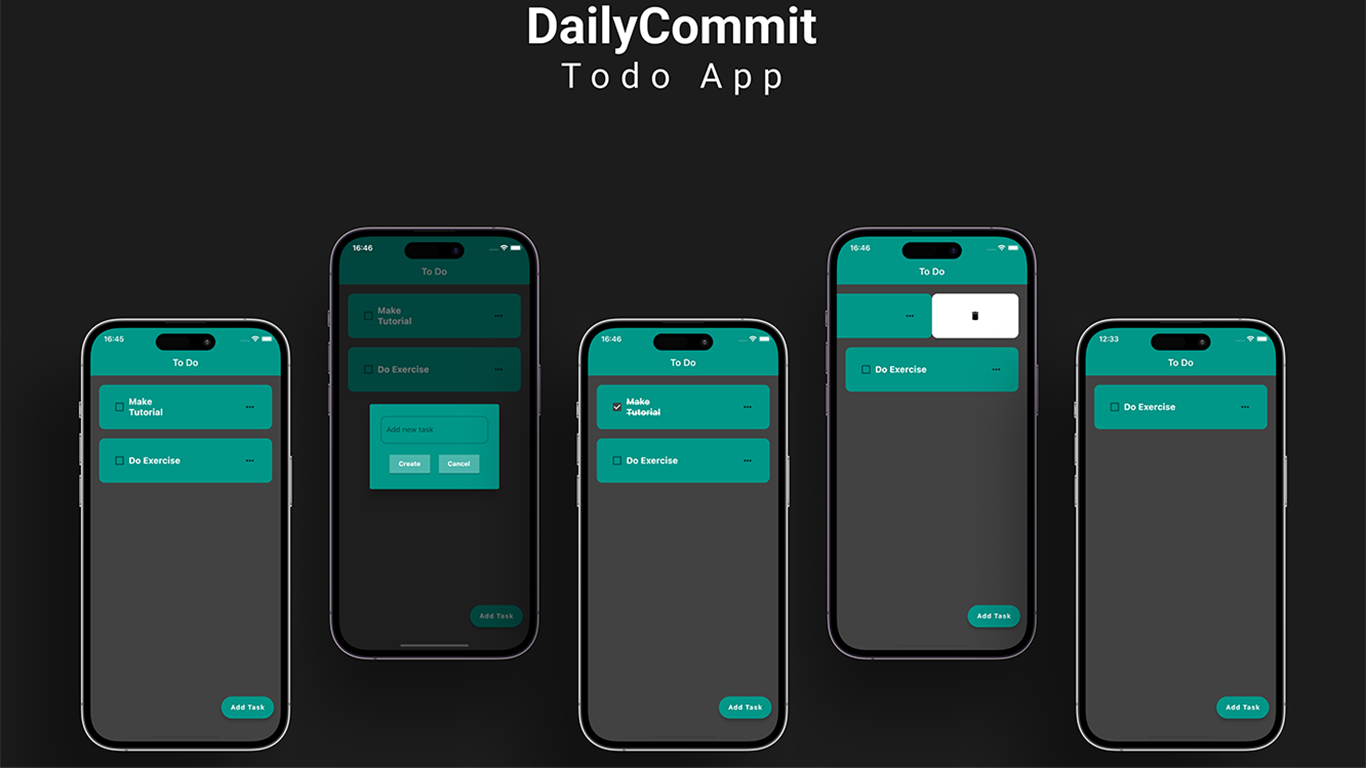 DailyCommit
Todo App
16:45
To Do
Make
Tutorial
Do Exercise
Add Task
16:46
To Do
Make
Tutorial
Do Exercise
Add new task
Create
Cancel
Add Task
16:46
To Do
Make
Tutorial
Do Exercise
Add Task
16:46
To Do
Do Exercise
Add Task
12:33
To Do
Do Exercise
Add Task